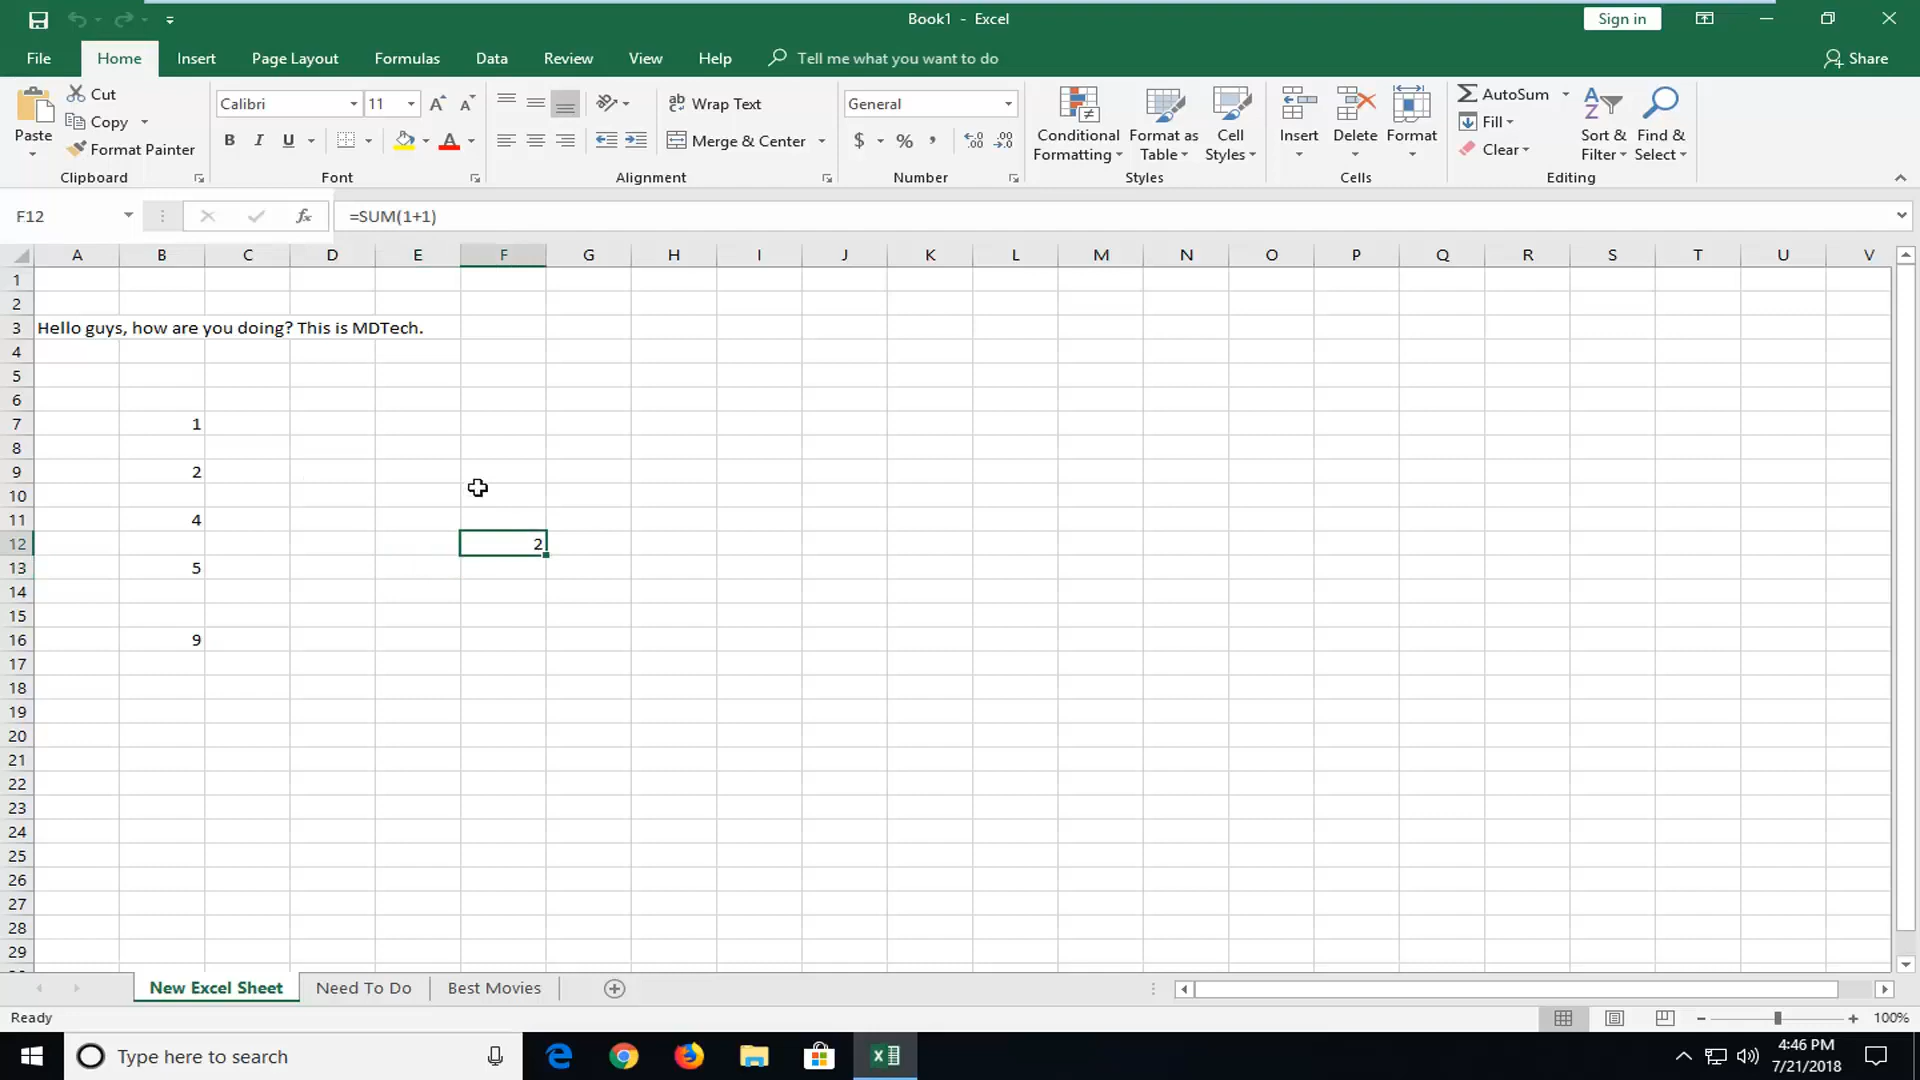 Book1 - Excel
Sign in
File Home Insert Page Layout Formulas Data Review View Help Tell me what you want to do Share
Paste
Cut
Copy
Format Painter
Clipboard
Calibri 11
B I U A
Font
Wrap Text
Merge & Center
Alignment
General
$ % ,
Number
Conditional Formatting
Format as Table
Cell Styles
Styles
Insert
Delete
Format
Cells
AutoSum
Fill
Clear
Sort & Filter
Find & Select
Editing
F12 fx =SUM(1+1)
A B C D E F G H I J K L M N O P Q R S T U V
1
2
3 Hello guys, how are you doing? This is MDTech.
4
5
6
7 1
8
9 2
10
11 4
12 2
13 5
14
15
16 9
17
18
19
20
21
22
23
24
25
26
27
28
29
New Excel Sheet Need To Do Best Movies
Ready 100%
Type here to search
4:46 PM
7/21/2018